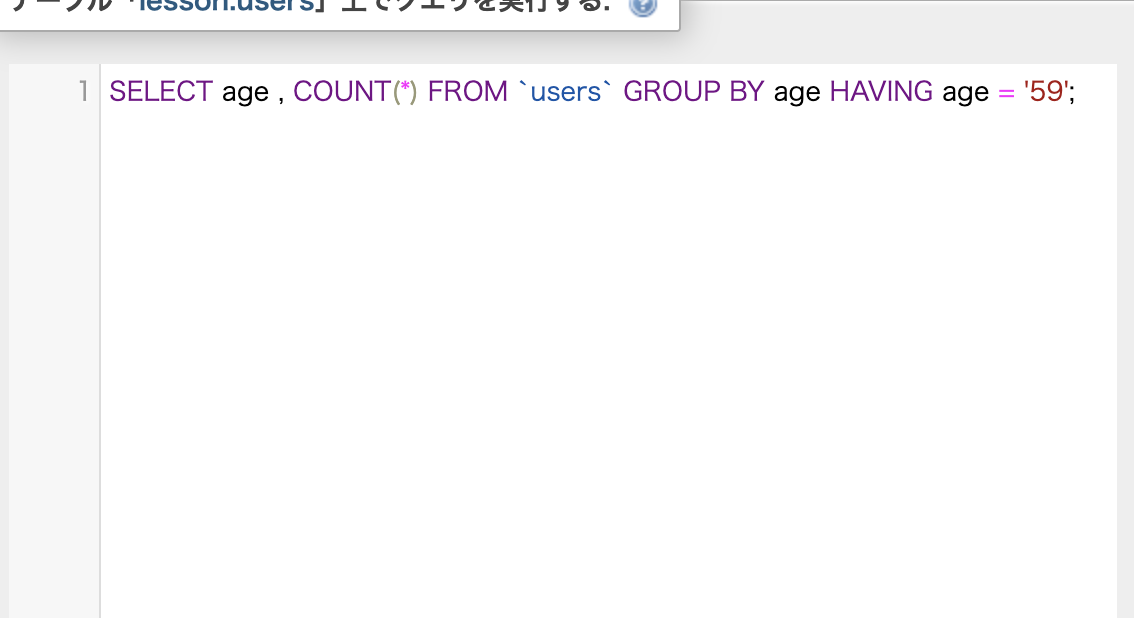 テーブル「lesson.users」上でクエリを実行する:
1 SELECT age , COUNT(*) FROM `users` GROUP BY age HAVING age = '59';